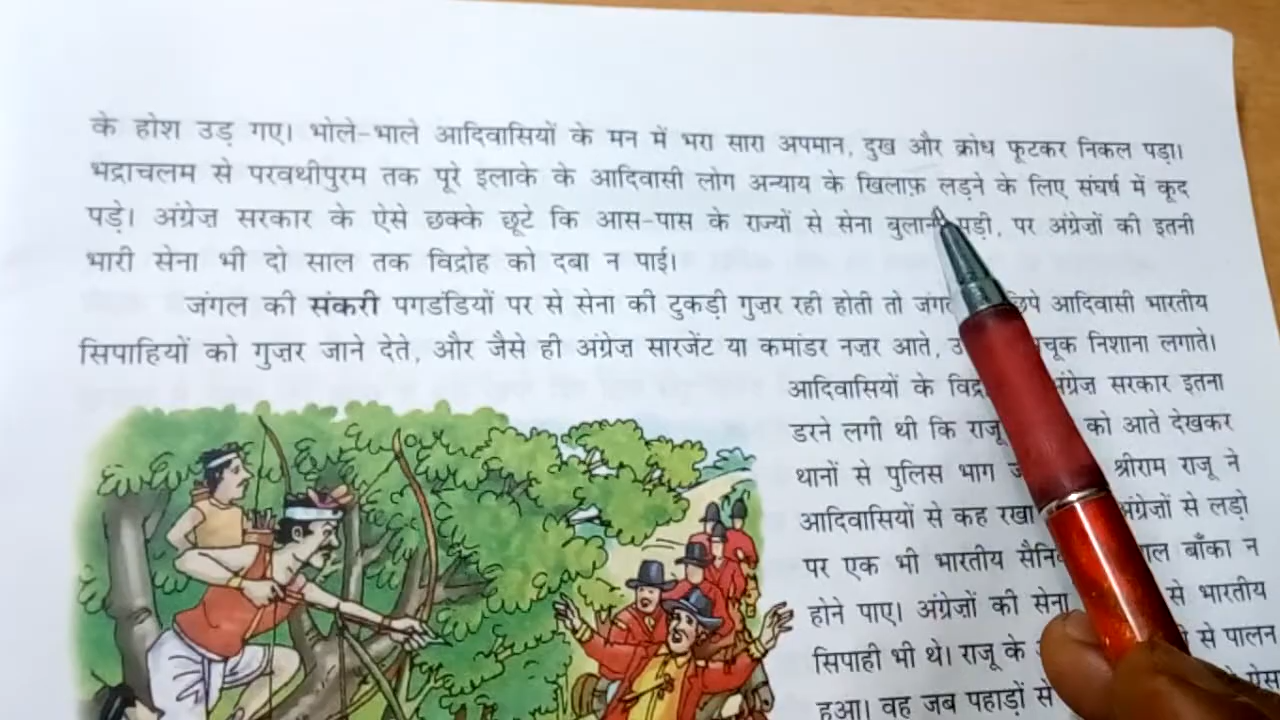 के होश उड़ गए। भोले-भाले आदिवासियों के मन में भरा सारा अपमान, दुख और क्रोध फूटकर निकल पड़ा।
भद्राचलम से परवथीपुरम तक पूरे इलाके के आदिवासी लोग अन्याय के खिलाफ़ लड़ने के लिए संघर्ष में कूद
पड़े। अंग्रेज़ सरकार के ऐसे छक्के छूटे कि आस-पास के राज्यों से सेना बुलानी पड़ी, पर अंग्रेज़ों की इतनी
भारी सेना भी दो साल तक विद्रोह को दबा न पाई।
जंगल की संकरी पगडंडियों पर से सेना की टुकड़ी गुज़र रही होती तो छिपे आदिवासी भारतीय
सिपाहियों को गुज़र जाने देते, और जैसे ही अंग्रेज़ सारजेंट या कमांडर नज़र आते, निशाना लगाते।
आदिवासियों के अंग्रेज़ सरकार इतना
डरने लगी थी कि राजू को आते देखकर
थानों से पुलिस भाग श्रीराम राजू ने
आदिवासियों से कह रखा अंग्रेज़ों से लड़ो
पर एक भी भारतीय बाँका न
होने पाए। अंग्रेज़ों की सेना से भारतीय
सिपाही भी थे। राजू के से पालन
हुआ। वह जब पहाड़ों से